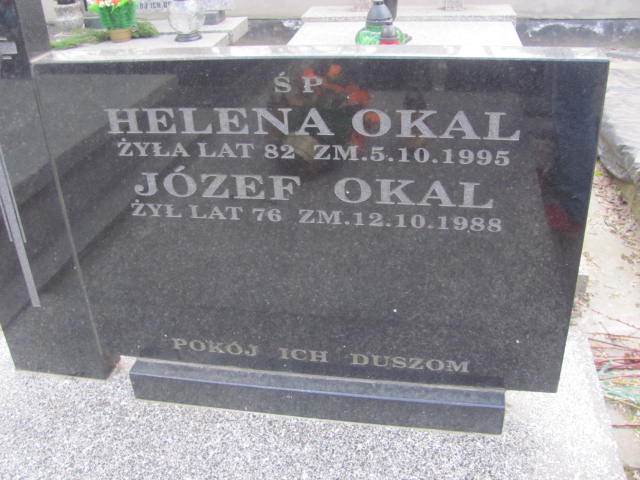 Ś P
HELENA OKAL
ŻYŁA LAT 82 ZM.5.10.1995
JÓZEF OKAL
ŻYŁ LAT 76 ZM.12.10.1988
POKÓJ ICH DUSZOM